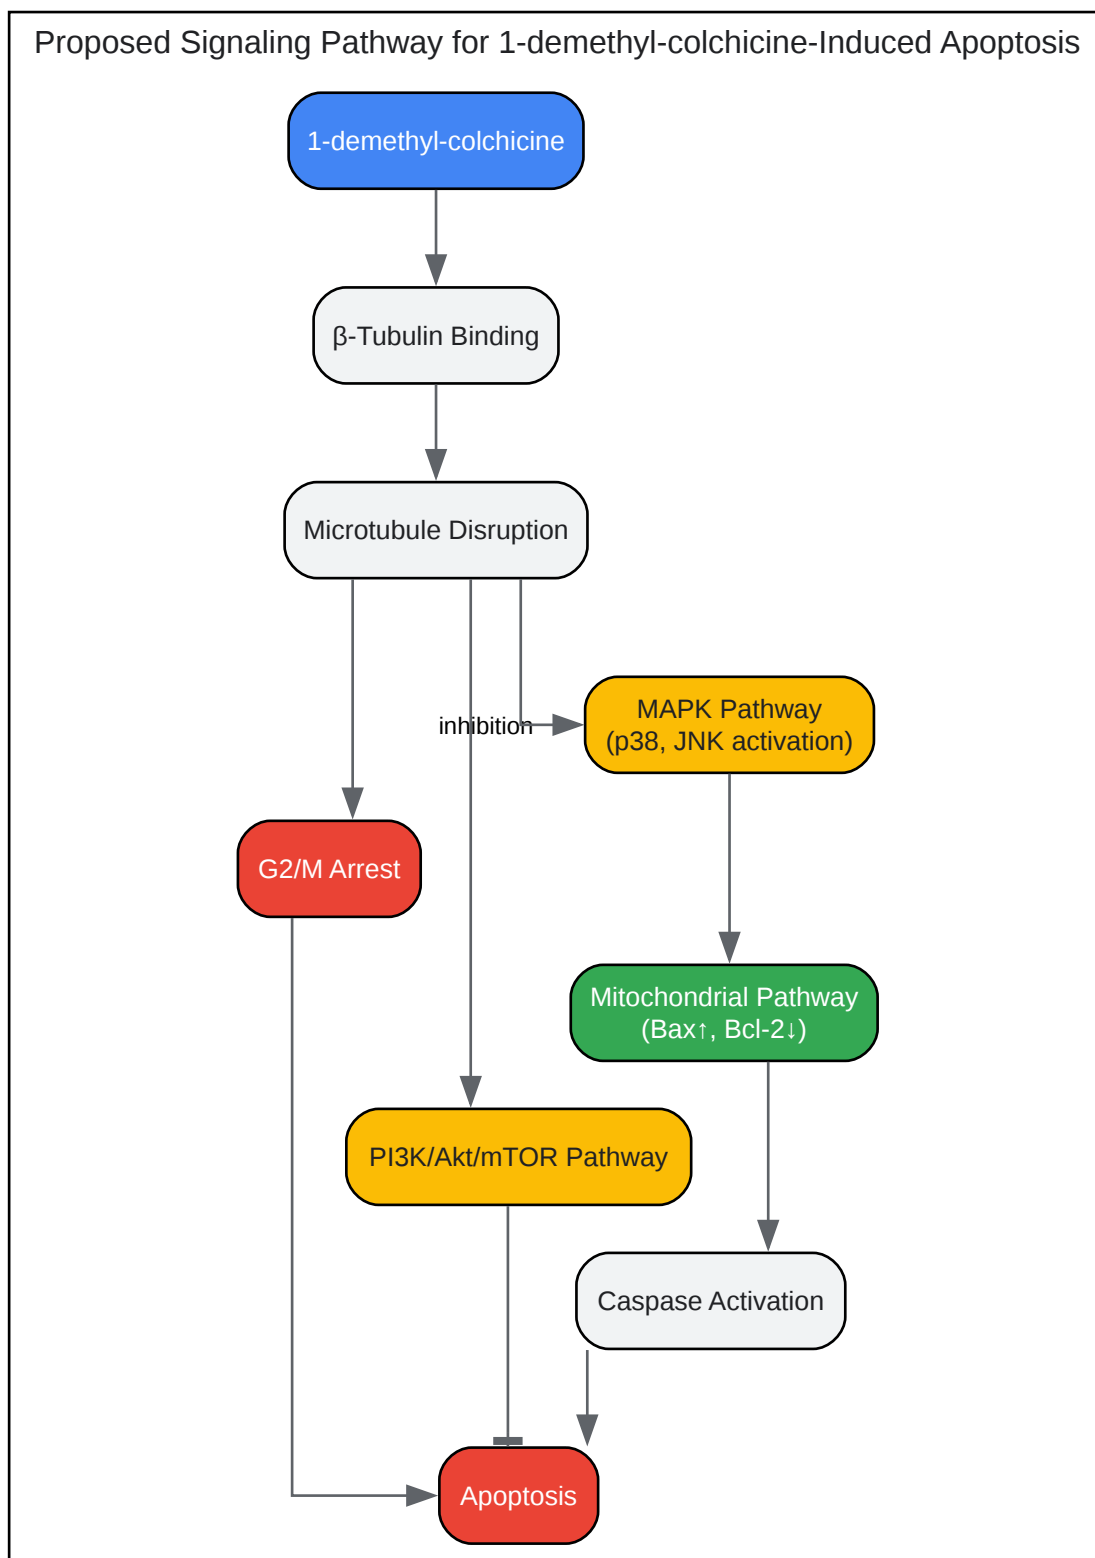 Proposed Signaling Pathway for 1-demethyl-colchicine-Induced Apoptosis
1-demethyl-colchicine
β-Tubulin Binding
Microtubule Disruption
inhibition
MAPK Pathway
(p38, JNK activation)
G2/M Arrest
Mitochondrial Pathway
(Bax↑, Bcl-2↓)
PI3K/Akt/mTOR Pathway
Caspase Activation
Apoptosis